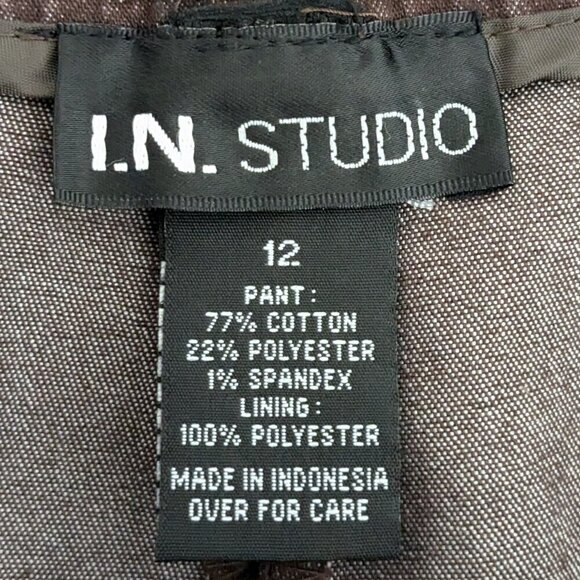 I.N. STUDIO
12
PANT:
77% COTTON
22% POLYESTER
1% SPANDEX
LINING:
100% POLYESTER
MADE IN INDONESIA
OVER FOR CARE